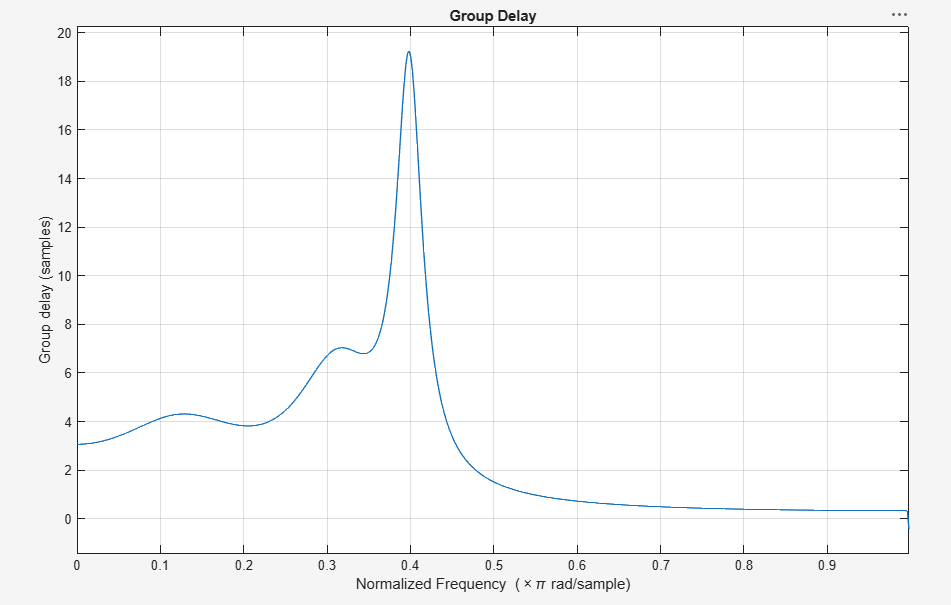 Group Delay
20
18
16
14
12
10
8
6
4
2
0
Group delay (samples)
0 0.1 0.2 0.3 0.4 0.5 0.6 0.7 0.8 0.9
Normalized Frequency (×π rad/sample)